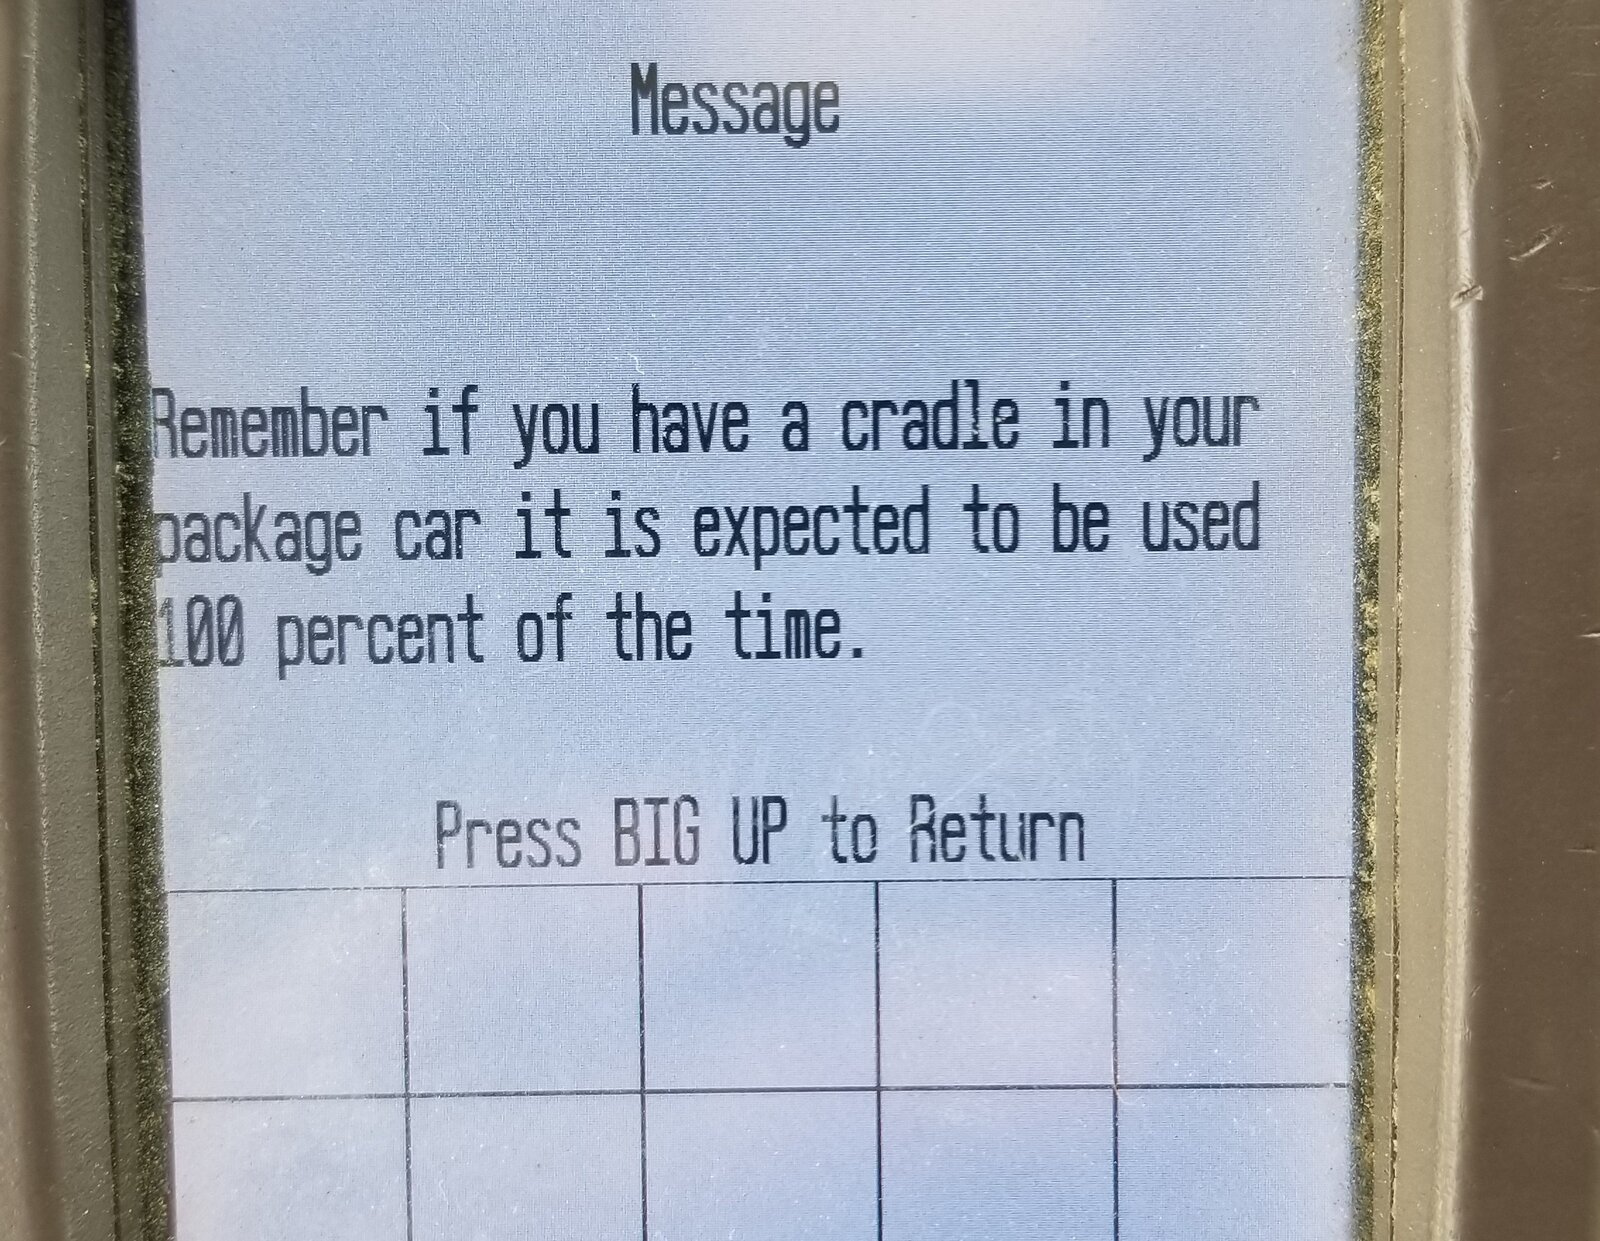 Message
Remember if you have a cradle in your
package car it is expected to be used
100 percent of the time.
Press BIG UP to Return